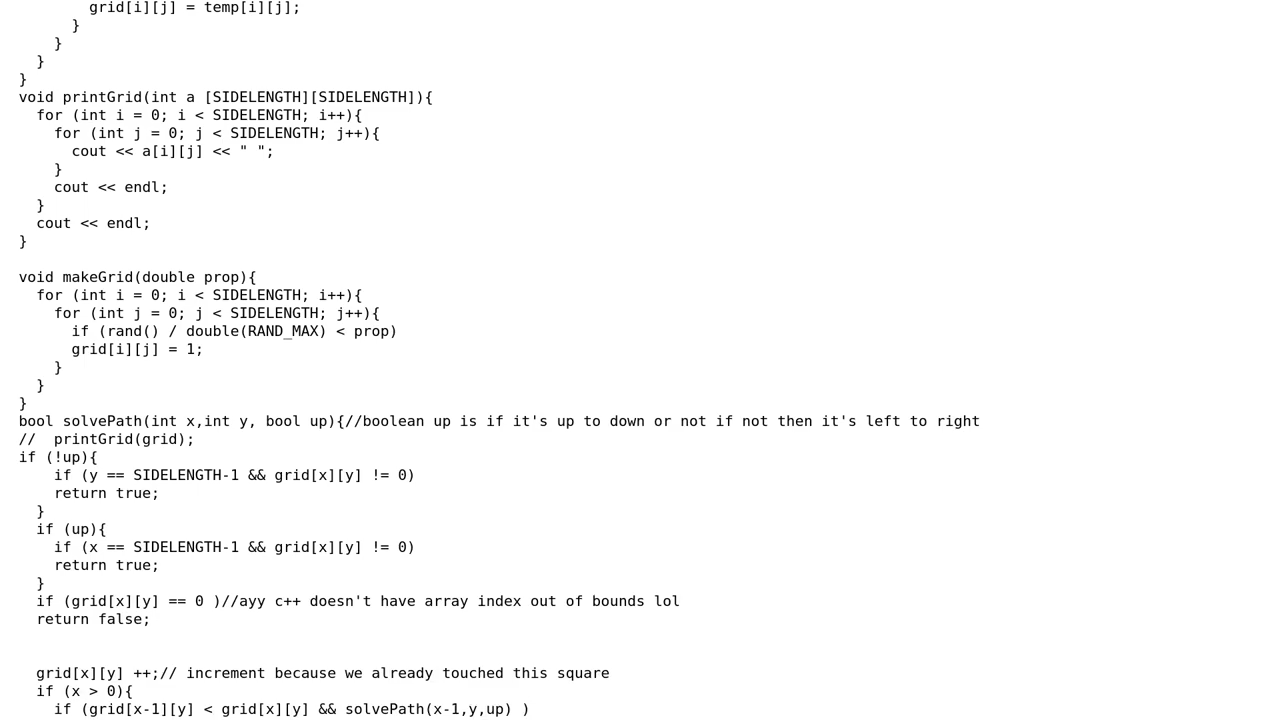 grid[i][j] = temp[i][j];
      }
    }
  }
}
void printGrid(int a [SIDELENGTH][SIDELENGTH]){
  for (int i = 0; i < SIDELENGTH; i++){
    for (int j = 0; j < SIDELENGTH; j++){
      cout << a[i][j] << " ";
    }
    cout << endl;
  }
  cout << endl;
}

void makeGrid(double prop){
  for (int i = 0; i < SIDELENGTH; i++){
    for (int j = 0; j < SIDELENGTH; j++){
      if (rand() / double(RAND_MAX) < prop)
      grid[i][j] = 1;
    }
  }
}
bool solvePath(int x,int y, bool up){//boolean up is if it's up to down or not if not then it's left to right
//  printGrid(grid);
if (!up){
    if (y == SIDELENGTH-1 && grid[x][y] != 0)
    return true;
  }
  if (up){
    if (x == SIDELENGTH-1 && grid[x][y] != 0)
    return true;
  }
  if (grid[x][y] == 0 )//ayy c++ doesn't have array index out of bounds lol
  return false;


  grid[x][y] ++;// increment because we already touched this square
  if (x > 0){
    if (grid[x-1][y] < grid[x][y] && solvePath(x-1,y,up) )